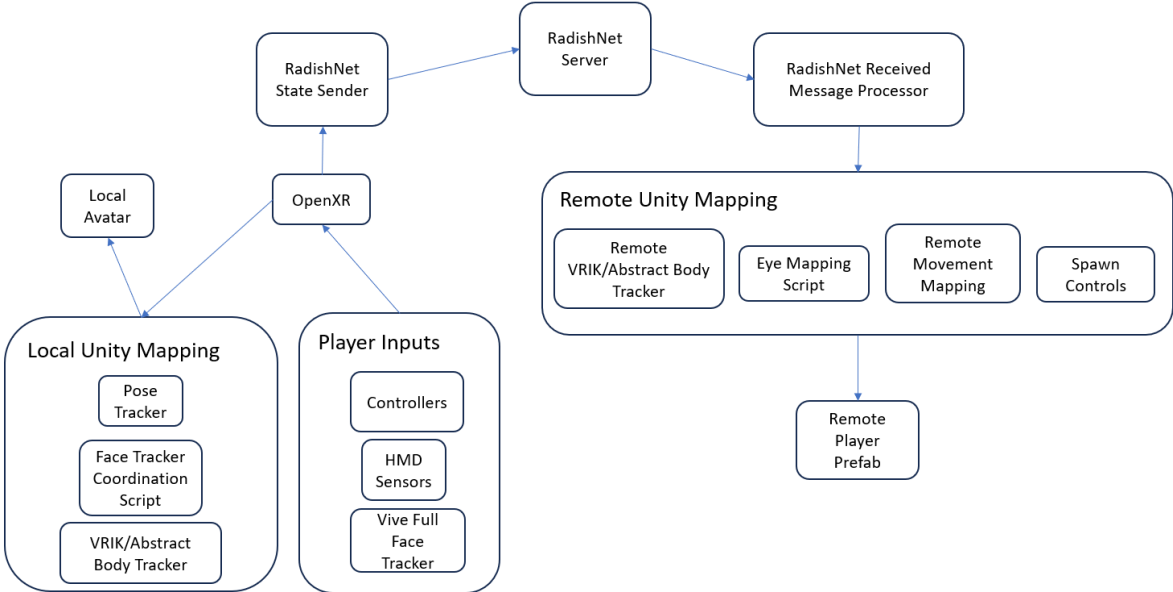 RadishNet
State Sender
RadishNet
Server
RadishNet Received
Message Processor
Local
Avatar
OpenXR
Remote Unity Mapping
Remote
VRIK/Abstract Body
Tracker
Eye Mapping
Script
Remote
Movement
Mapping
Spawn
Controls
Local Unity Mapping
Pose
Tracker
Face Tracker
Coordination
Script
VRIK/Abstract
Body Tracker
Player Inputs
Controllers
HMD
Sensors
Vive Full
Face
Tracker
Remote
Player
Prefab